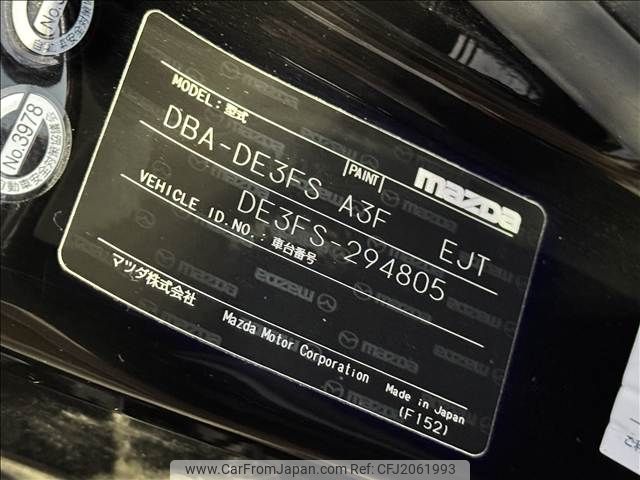 No.3978
MODEL:型式
PAINT
mazda
DBA-DE3FS A3F EJT
VEHICLE ID.NO.:車台番号
DE3FS-294805
マツダ株式会社
Mazda Motor Corporation
Made in Japan
(F152)
www.CarFromJapan.com - CFJ2061993